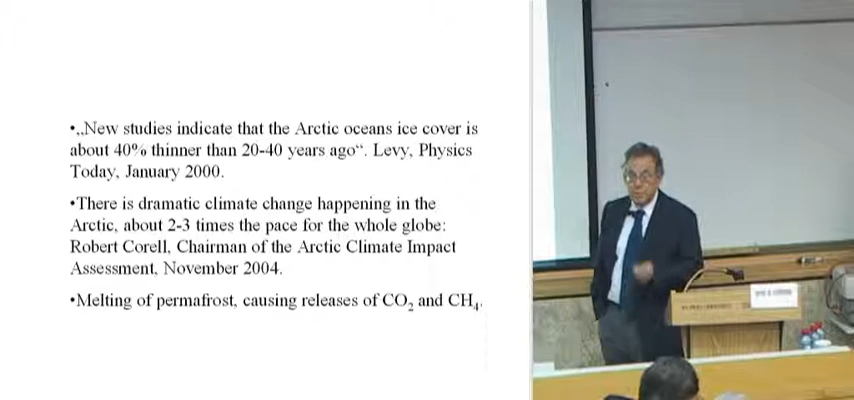 •„New studies indicate that the Arctic oceans ice cover is
about 40% thinner than 20-40 years ago“. Levy, Physics
Today, January 2000.
•There is dramatic climate change happening in the
Arctic, about 2-3 times the pace for the whole globe:
Robert Corell, Chairman of the Arctic Climate Impact
Assessment, November 2004.
•Melting of permafrost, causing releases of CO₂ and CH₄.